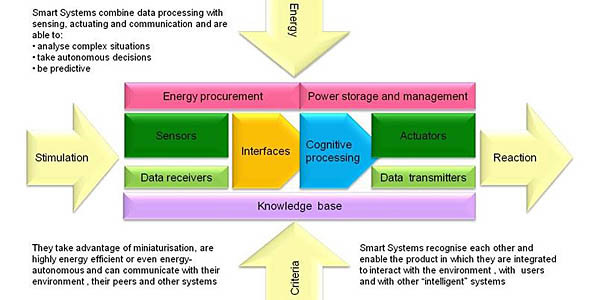 Smart Systems combine data processing with
sensing, actuating and communication and are
able to:
• analyse complex situations
• take autonomous decisions
• be predictive
Energy
Energy procurement
Power storage and management
Stimulation
Sensors
Data receivers
Interfaces
Cognitive
processing
Actuators
Data transmitters
Reaction
Knowledge base
They take advantage of miniaturisation, are
highly energy efficient or even energy-
autonomous and can communicate with their
environment , their peers and other systems
Criteria
Smart Systems recognise each other and
enable the product in which they are integrated
to interact with the environment , with users
and with other “intelligent” systems